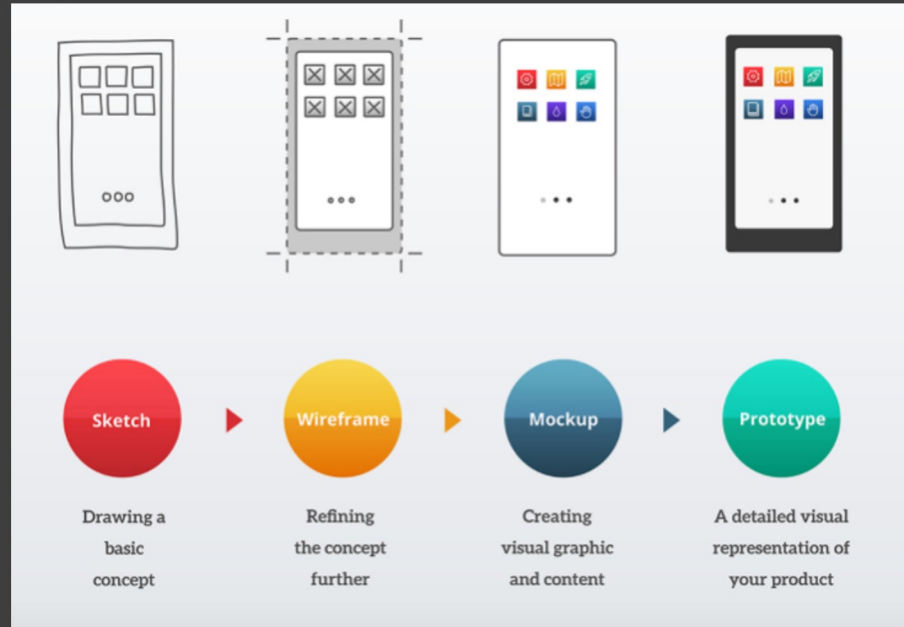 Sketch
Wireframe
Mockup
Prototype
Drawing a
basic
concept
Refining
the concept
further
Creating
visual graphic
and content
A detailed visual
representation of
your product